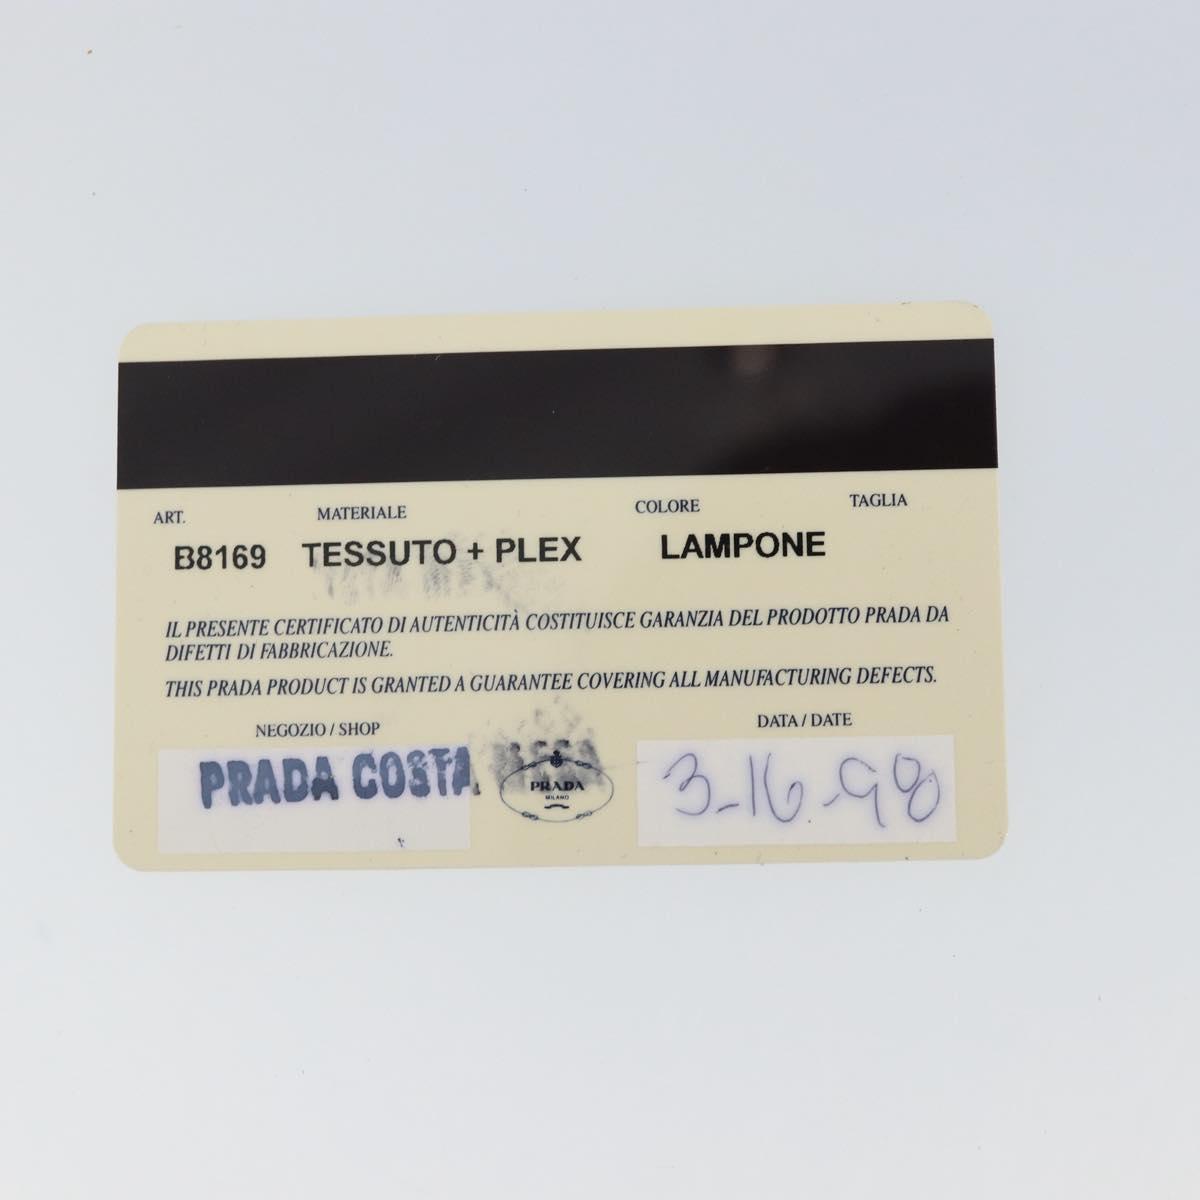 ART. MATERIALE COLORE TAGLIA
B8169 TESSUTO + PLEX LAMPONE
IL PRESENTE CERTIFICATO DI AUTENTICITÀ COSTITUISCE GARANZIA DEL PRODOTTO PRADA DA
DIFETTI DI FABBRICAZIONE.
THIS PRADA PRODUCT IS GRANTED A GUARANTEE COVERING ALL MANUFACTURING DEFECTS.
NEGOZIO / SHOP DATA / DATE
PRADA COSTA MESA
PRADA
MILANO
3-16-98